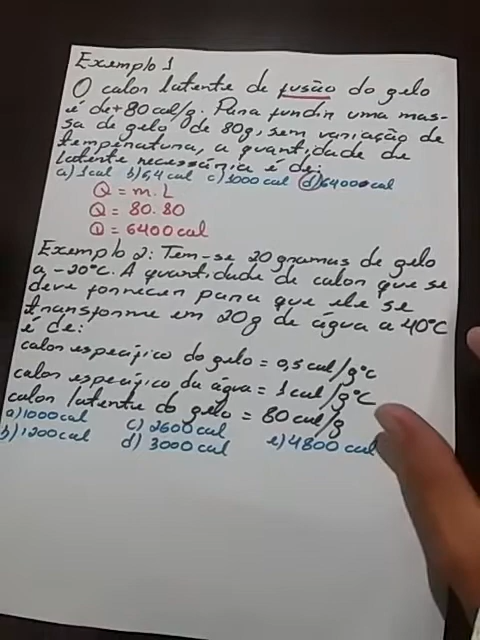 Exemplo 1
O calor latente de fusão do gelo
é de +80 cal/g. Para fundir uma mas-
sa de gelo de 80g, sem variação de
temperatura, a quantidade de
latente necessária é de:
a) 1cal b) 6,4 cal c) 1000 cal d) 64000cal
Q = m.L
Q = 80.80
Q = 6400 cal
Exemplo 2: Tem-se 20 gramas de gelo
a -20°C. A quantidade de calor que se
deve fornecer para que ele se
transforme em 20g de água a 40°C
é de:
calor específico do gelo = 0,5 cal/g°C
calor específico da água = 1 cal/g°C
calor latente do gelo = 80 cal/g
a) 1000 cal c) 2600 cal e) 4800 cal
b) 1200 cal d) 3000 cal